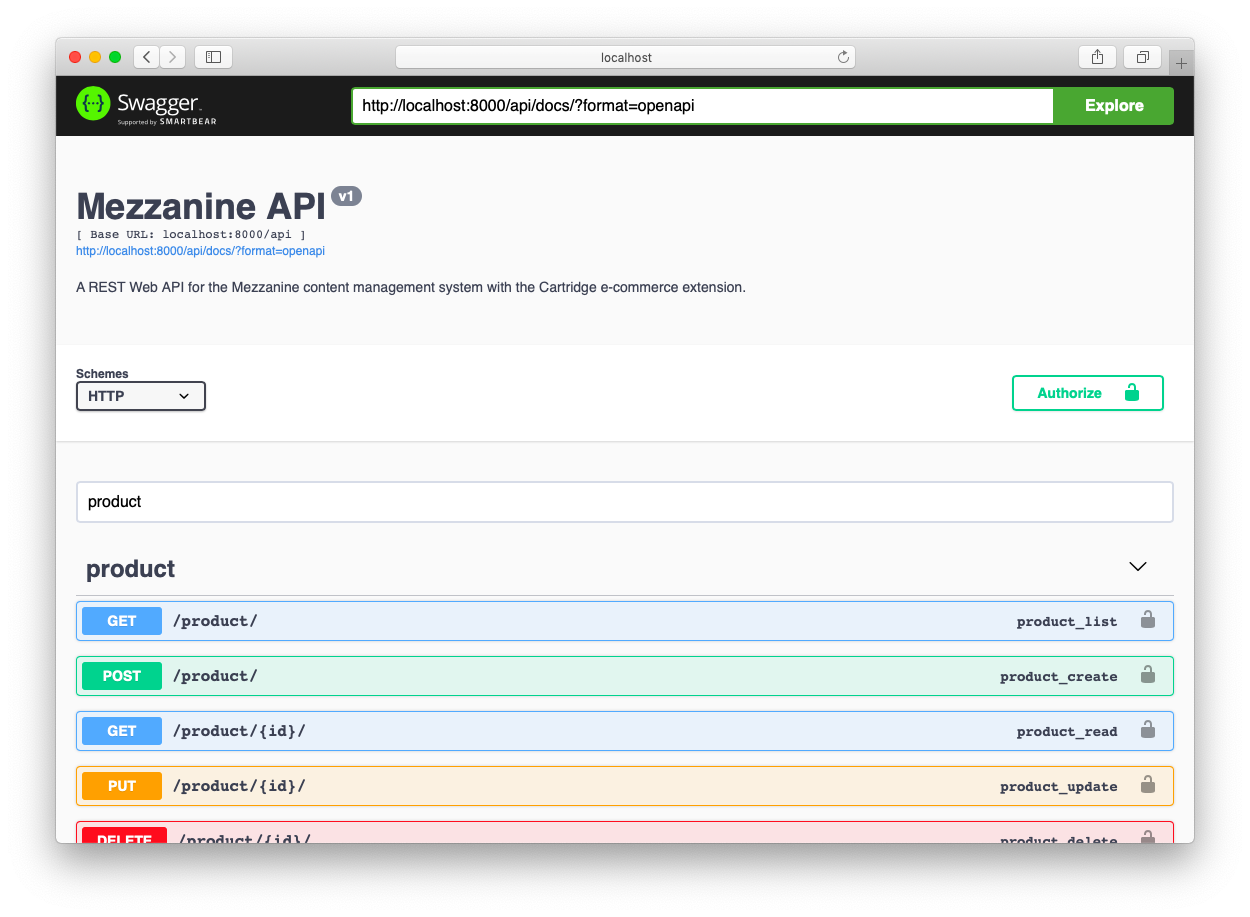 localhost
Swagger
Supported by SMARTBEAR
http://localhost:8000/api/docs/?format=openapi
Explore
Mezzanine API v1
[ Base URL: localhost:8000/api ]
http://localhost:8000/api/docs/?format=openapi
A REST Web API for the Mezzanine content management system with the Cartridge e-commerce extension.
Schemes
HTTP
Authorize
product
product
GET /product/ product_list
POST /product/ product_create
GET /product/{id}/ product_read
PUT /product/{id}/ product_update
DELETE /product/{id}/ product_delete